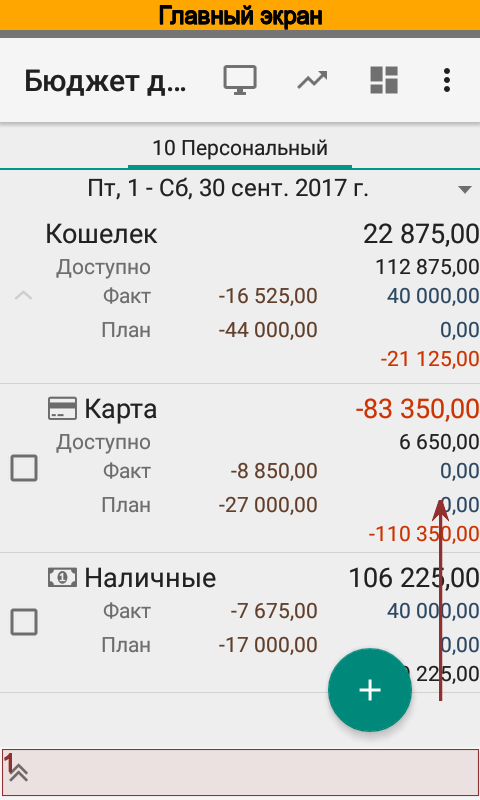 Главный экран
Бюджет д...
10 Персональный
Пт, 1 - Сб, 30 сент. 2017 г.
Кошелек 22 875,00
Доступно 112 875,00
Факт -16 525,00 40 000,00
План -44 000,00 0,00
-21 125,00
Карта -83 350,00
Доступно 6 650,00
Факт -8 850,00 0,00
План -27 000,00 0,00
-110 350,00
Наличные 106 225,00
Факт -7 675,00 40 000,00
План -17 000,00 0,00
225,00
1